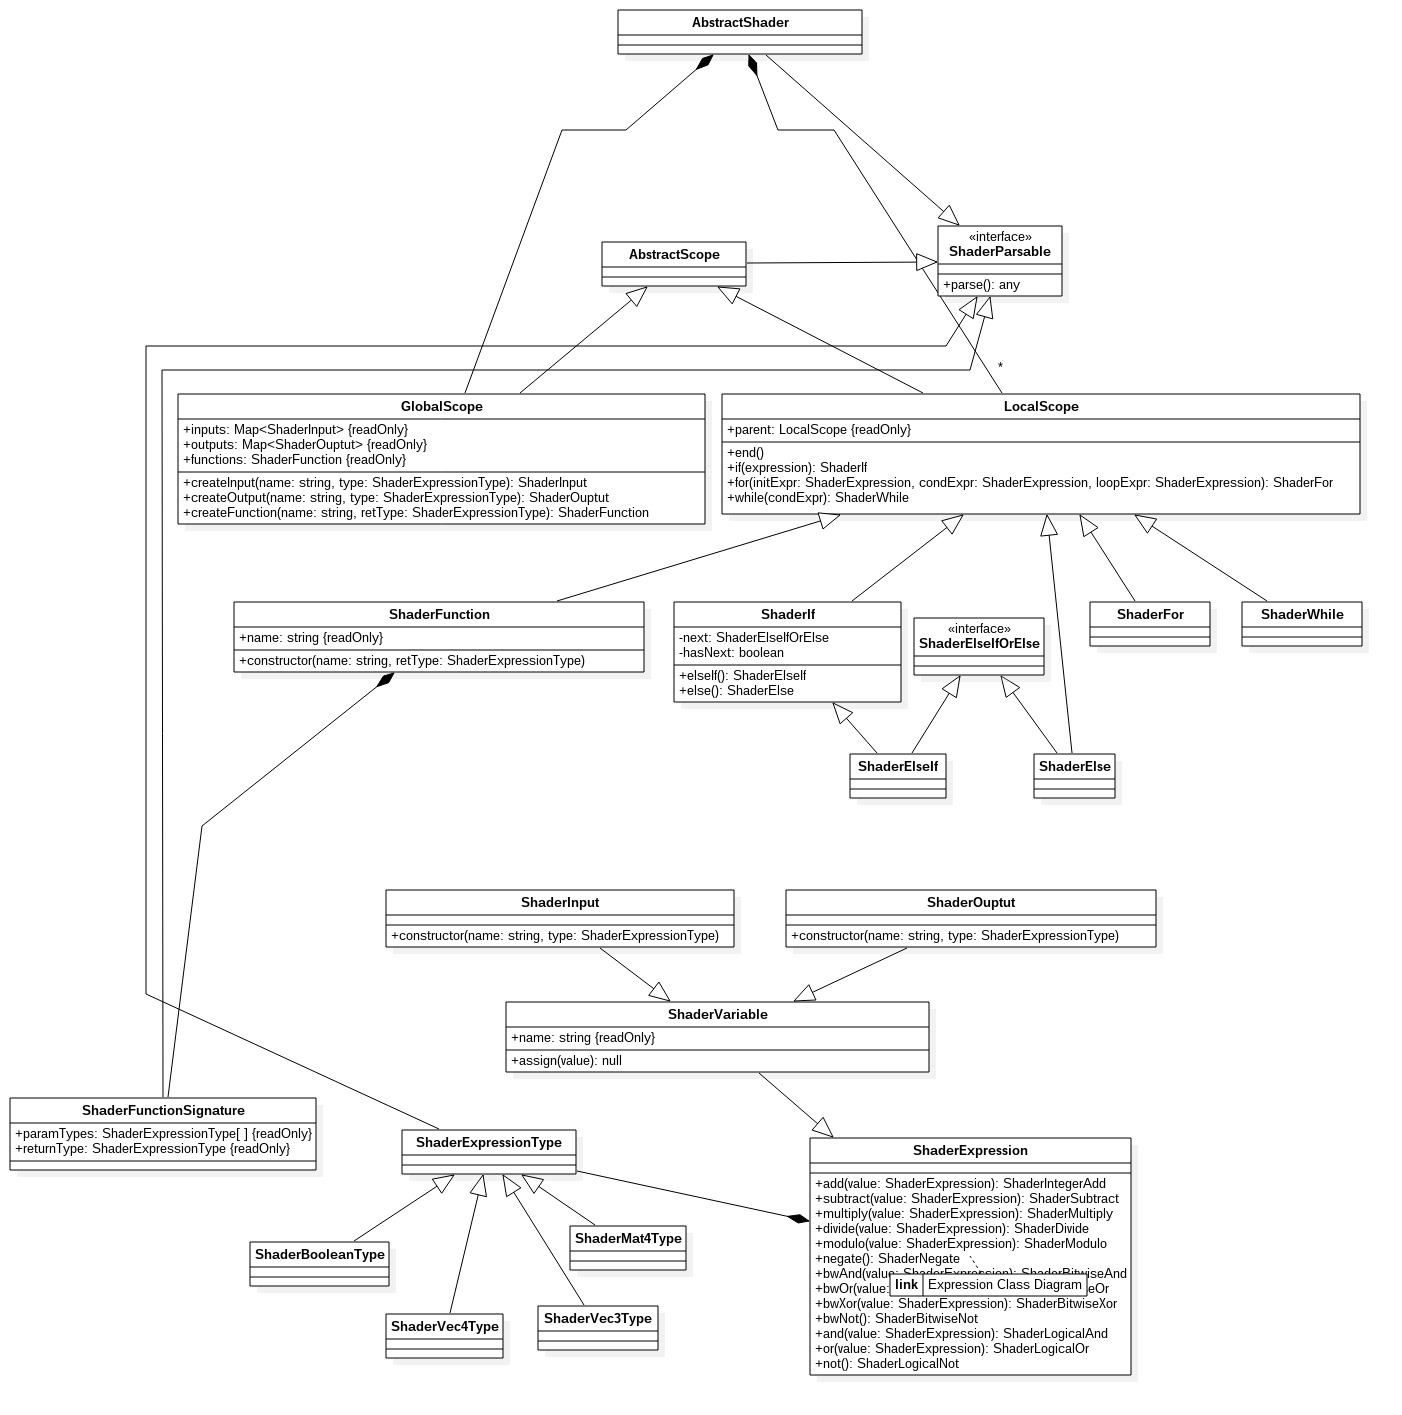 AbstractShader
«interface»
ShaderParsable
+parse(): any
AbstractScope
*
GlobalScope
+inputs: Map<ShaderInput> {readOnly}
+outputs: Map<ShaderOuptut> {readOnly}
+functions: ShaderFunction {readOnly}
+createInput(name: string, type: ShaderExpressionType): ShaderInput
+createOutput(name: string, type: ShaderExpressionType): ShaderOuptut
+createFunction(name: string, retType: ShaderExpressionType): ShaderFunction
LocalScope
+parent: LocalScope {readOnly}
+end()
+if(expression): ShaderIf
+for(initExpr: ShaderExpression, condExpr: ShaderExpression, loopExpr: ShaderExpression): ShaderFor
+while(condExpr): ShaderWhile
ShaderFunction
+name: string {readOnly}
+constructor(name: string, retType: ShaderExpressionType)
ShaderIf
-next: ShaderElseIfOrElse
-hasNext: boolean
+elseIf(): ShaderElseIf
+else(): ShaderElse
«interface»
ShaderElseIfOrElse
ShaderFor
ShaderWhile
ShaderElseIf
ShaderElse
ShaderInput
+constructor(name: string, type: ShaderExpressionType)
ShaderOuptut
+constructor(name: string, type: ShaderExpressionType)
ShaderVariable
+name: string {readOnly}
+assign(value): null
ShaderFunctionSignature
+paramTypes: ShaderExpressionType[ ] {readOnly}
+returnType: ShaderExpressionType {readOnly}
ShaderExpressionType
ShaderBooleanType
ShaderMat4Type
ShaderVec4Type
ShaderVec3Type
ShaderExpression
+add(value: ShaderExpression): ShaderIntegerAdd
+subtract(value: ShaderExpression): ShaderSubtract
+multiply(value: ShaderExpression): ShaderMultiply
+divide(value: ShaderExpression): ShaderDivide
+modulo(value: ShaderExpression): ShaderModulo
+negate(): ShaderNegate
+bwAnd(value: ShaderExpression): ShaderBitwiseAnd
+bwOr(value: eOr
link Expression Class Diagram
+bwXor(value: ShaderExpression): ShaderBitwiseXor
+bwNot(): ShaderBitwiseNot
+and(value: ShaderExpression): ShaderLogicalAnd
+or(value: ShaderExpression): ShaderLogicalOr
+not(): ShaderLogicalNot